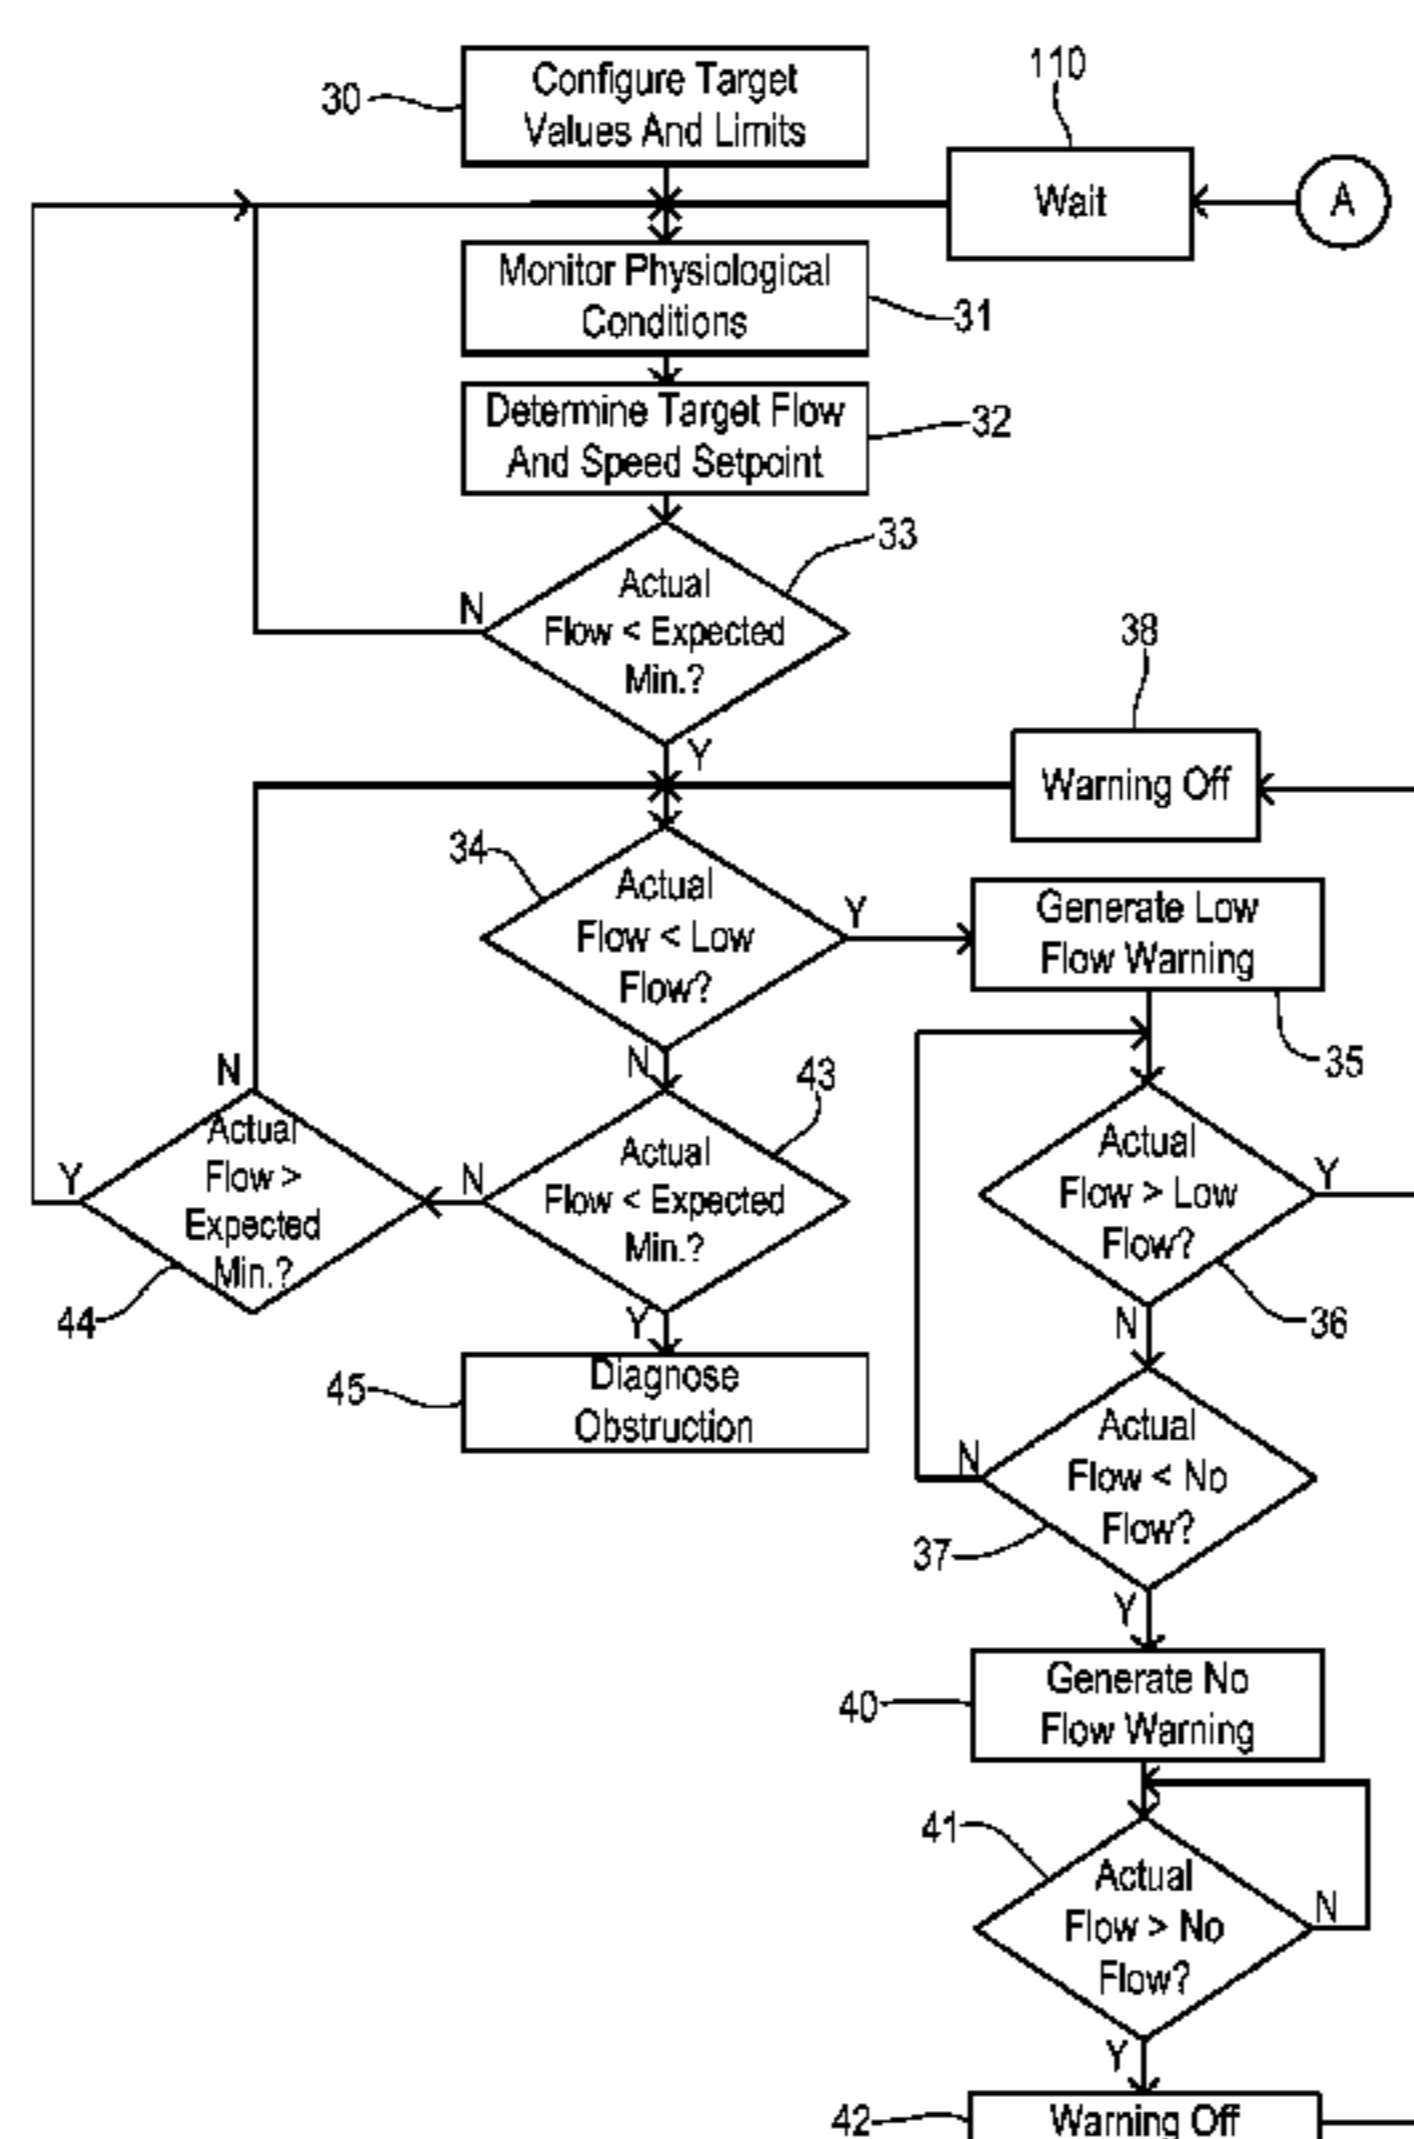 Configure Target
Values And Limits
30
110
Wait
A
Monitor Physiological
Conditions
31
Determine Target Flow
And Speed Setpoint
32
33
Actual
Flow < Expected
Min.?
N
Y
38
Warning Off
34
Actual
Flow < Low
Flow?
Y
N
Generate Low
Flow Warning
35
43
Actual
Flow < Expected
Min.?
N
Y
N
Actual
Flow >
Expected
Min.?
Y
44
Actual
Flow > Low
Flow?
Y
N
36
45
Diagnose
Obstruction
Actual
Flow < No
Flow?
N
37
Y
40
Generate No
Flow Warning
41
Actual
Flow > No
Flow?
N
Y
42
Warning Off